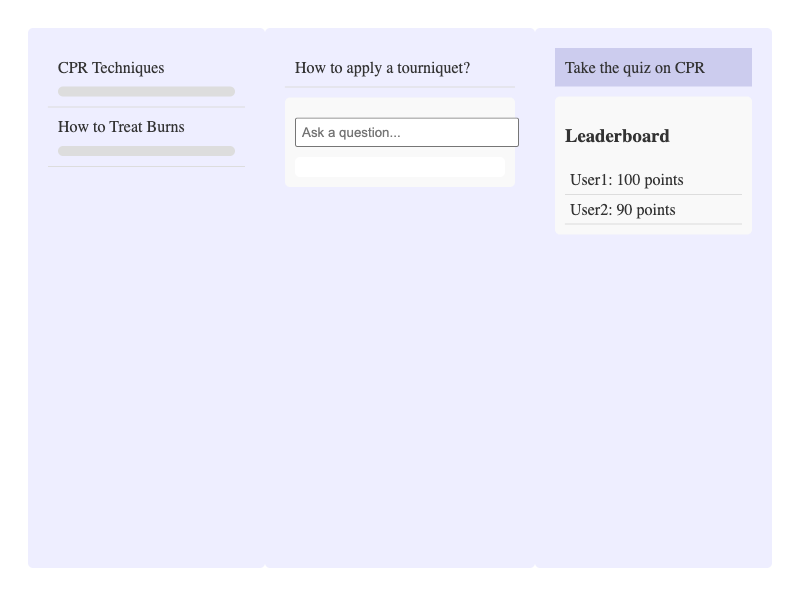 CPR Techniques
How to Treat Burns
How to apply a tourniquet?
Ask a question...
Take the quiz on CPR
Leaderboard
User1: 100 points
User2: 90 points